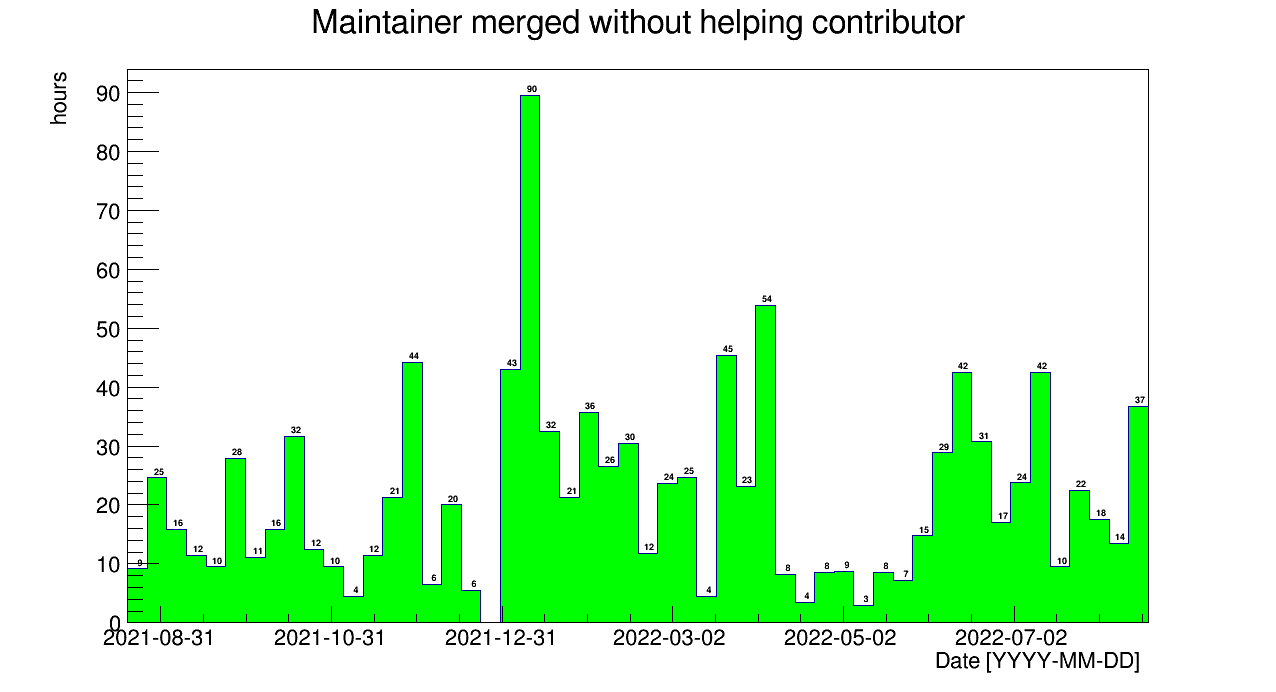 Maintainer merged without helping contributor
hours
90
80
70
60
50
40
30
20
10
0
9 25 16 12 10 28 11 16 32 12 10 4 12 21 44 6 20 6 43 90 32 21 36 26 30 12 24 25 4 45 23 54 8 4 8 9 3 8 7 15 29 42 31 17 24 42 10 22 18 14 37
2021-08-31 2021-10-31 2021-12-31 2022-03-02 2022-05-02 2022-07-02
Date [YYYY-MM-DD]